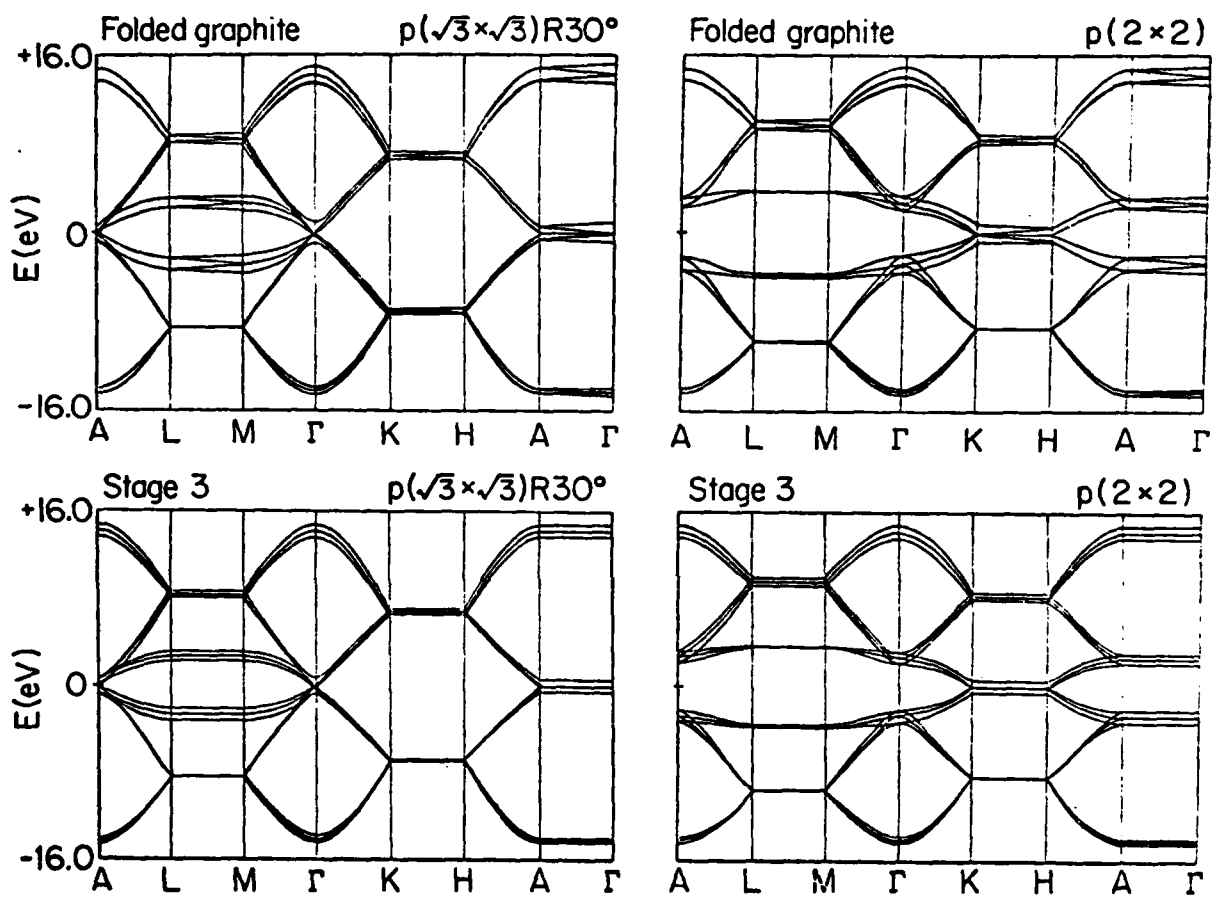 Folded graphite p(√3×√3)R30°
+16.0
0
-16.0
E(eV)
A L M Γ K H A Γ
Folded graphite p(2×2)
A L M Γ K H A Γ
Stage 3 p(√3×√3)R30°
+16.0
0
-16.0
E(eV)
A L M Γ K H A Γ
Stage 3 p(2×2)
A L M Γ K H A Γ